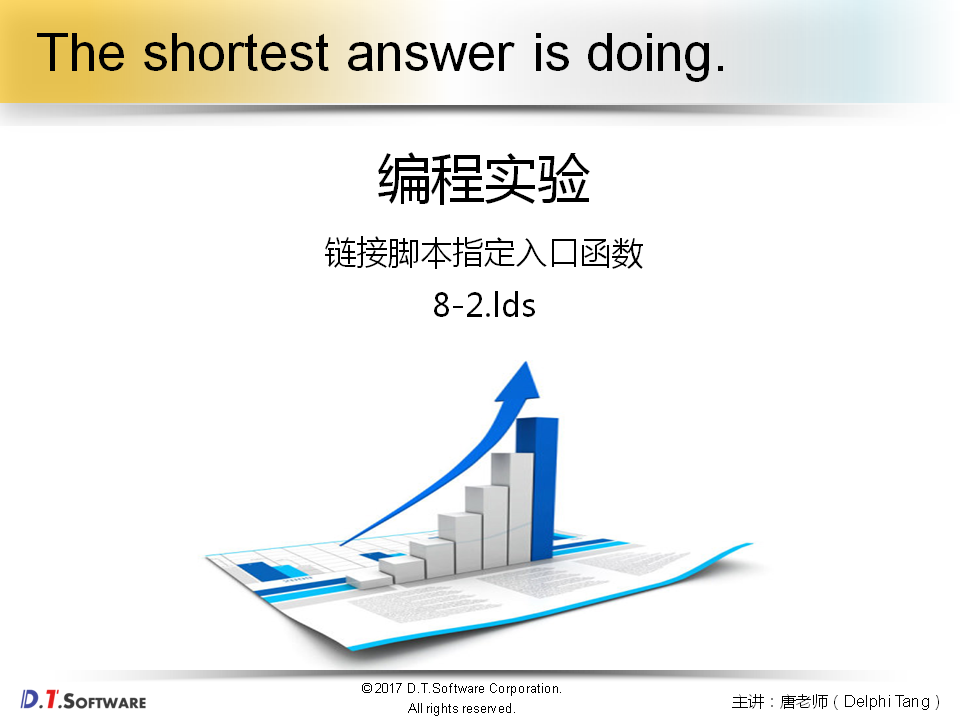 The shortest answer is doing.
编程实验
链接脚本指定入口函数
8-2.lds
2009
D.T.SOFTWARE
©2017 D.T.Software Corporation.
All rights reserved.
主讲：唐老师（Delphi Tang）